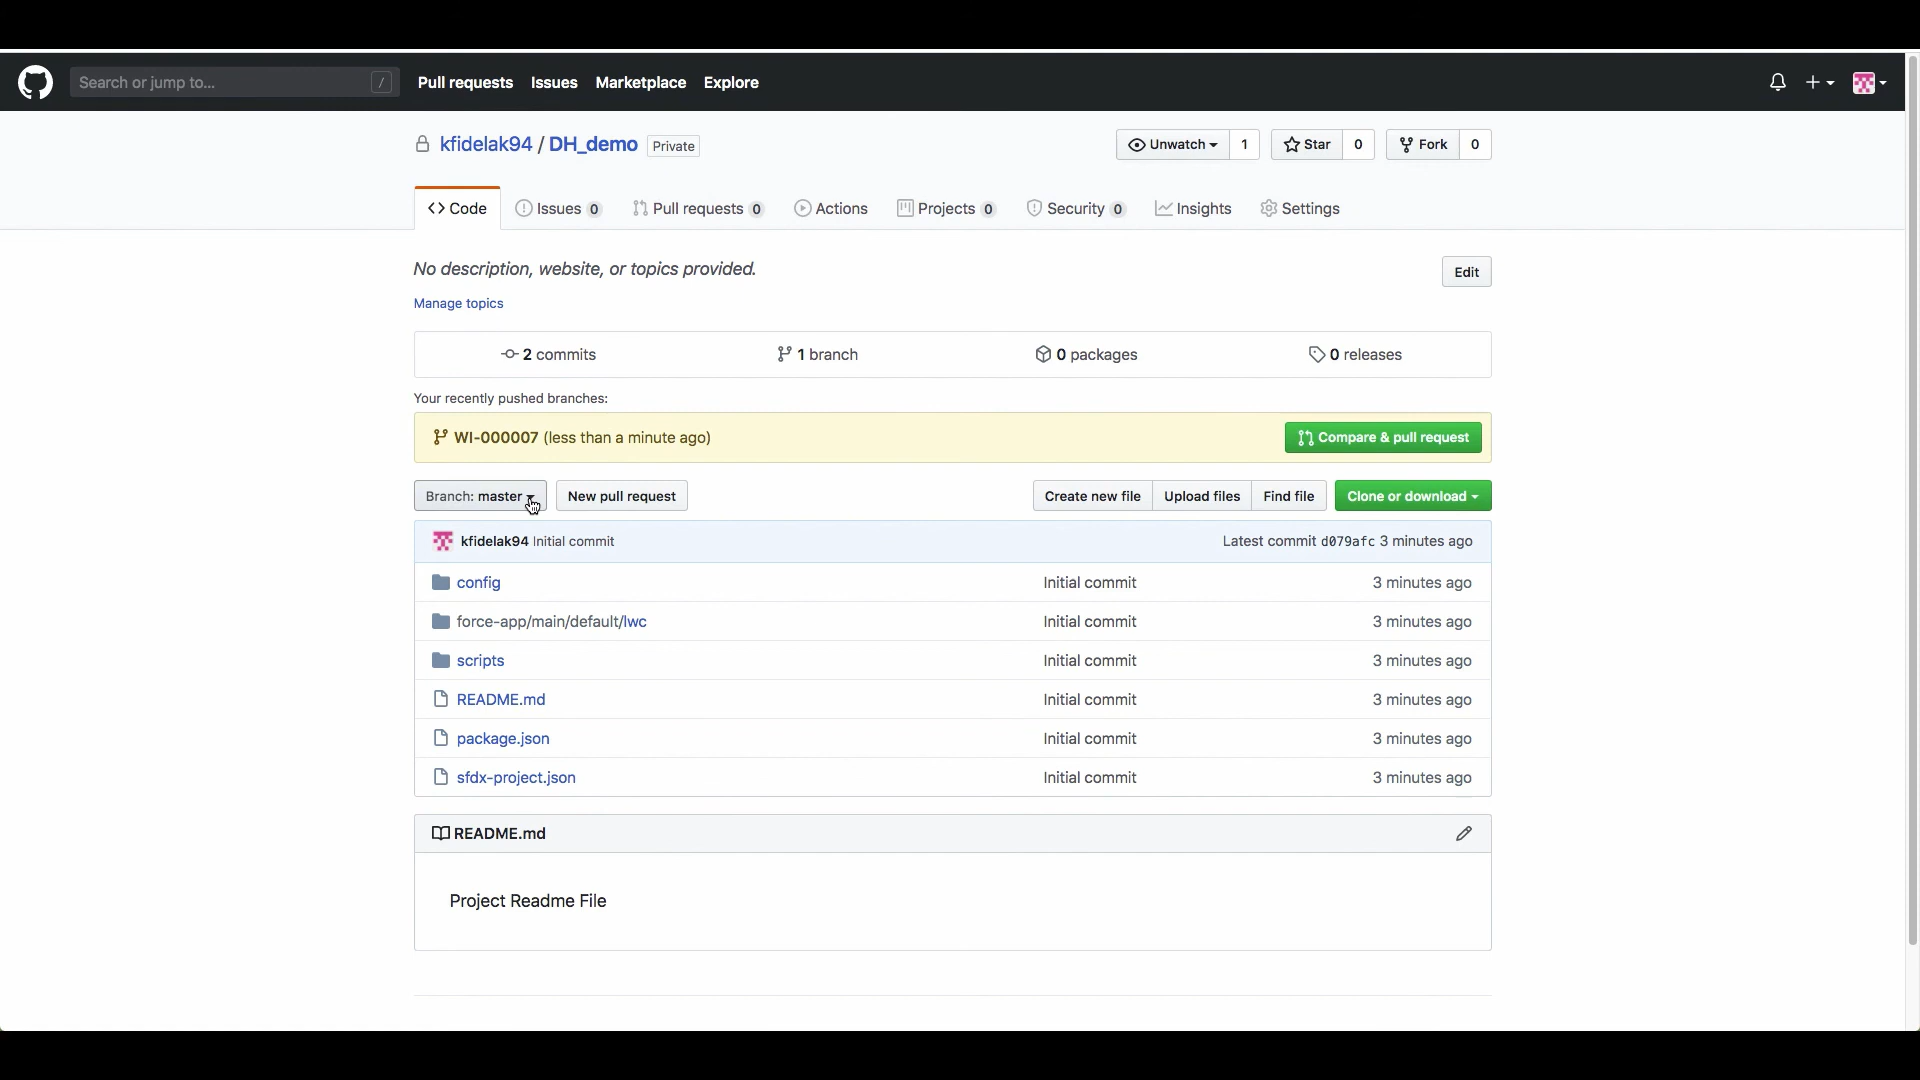 Search or jump to... / Pull requests Issues Marketplace Explore
kfidelak94 / DH_demo Private Unwatch 1 Star 0 Fork 0
Code Issues 0 Pull requests 0 Actions Projects 0 Security 0 Insights Settings
No description, website, or topics provided. Edit
Manage topics
2 commits 1 branch 0 packages 0 releases
Your recently pushed branches:
WI-000007 (less than a minute ago) Compare & pull request
Branch: master New pull request Create new file Upload files Find file Clone or download
kfidelak94 Initial commit Latest commit d079afc 3 minutes ago
config Initial commit 3 minutes ago
force-app/main/default/lwc Initial commit 3 minutes ago
scripts Initial commit 3 minutes ago
README.md Initial commit 3 minutes ago
package.json Initial commit 3 minutes ago
sfdx-project.json Initial commit 3 minutes ago
README.md
Project Readme File